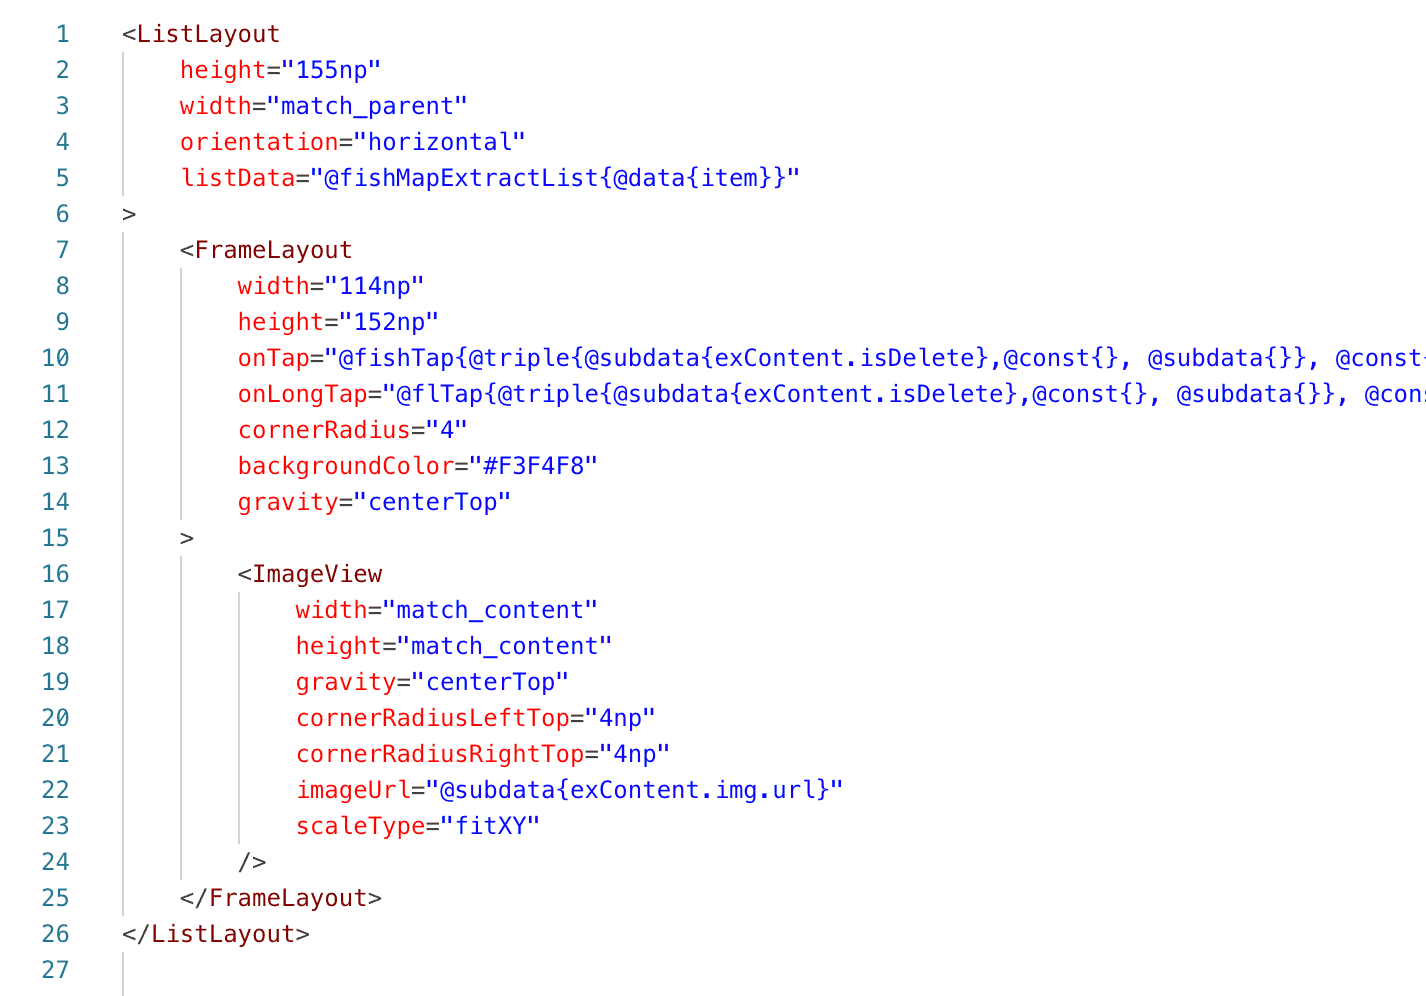 1 <ListLayout
2 height="155np"
3 width="match_parent"
4 orientation="horizontal"
5 listData="@fishMapExtractList{@data{item}}"
6 >
7 <FrameLayout
8 width="114np"
9 height="152np"
10 onTap="@fishTap{@triple{@subdata{exContent.isDelete},@const{}, @subdata{}}, @const{
11 onLongTap="@flTap{@triple{@subdata{exContent.isDelete},@const{}, @subdata{}}, @cons
12 cornerRadius="4"
13 backgroundColor="#F3F4F8"
14 gravity="centerTop"
15 >
16 <ImageView
17 width="match_content"
18 height="match_content"
19 gravity="centerTop"
20 cornerRadiusLeftTop="4np"
21 cornerRadiusRightTop="4np"
22 imageUrl="@subdata{exContent.img.url}"
23 scaleType="fitXY"
24 />
25 </FrameLayout>
26 </ListLayout>
27